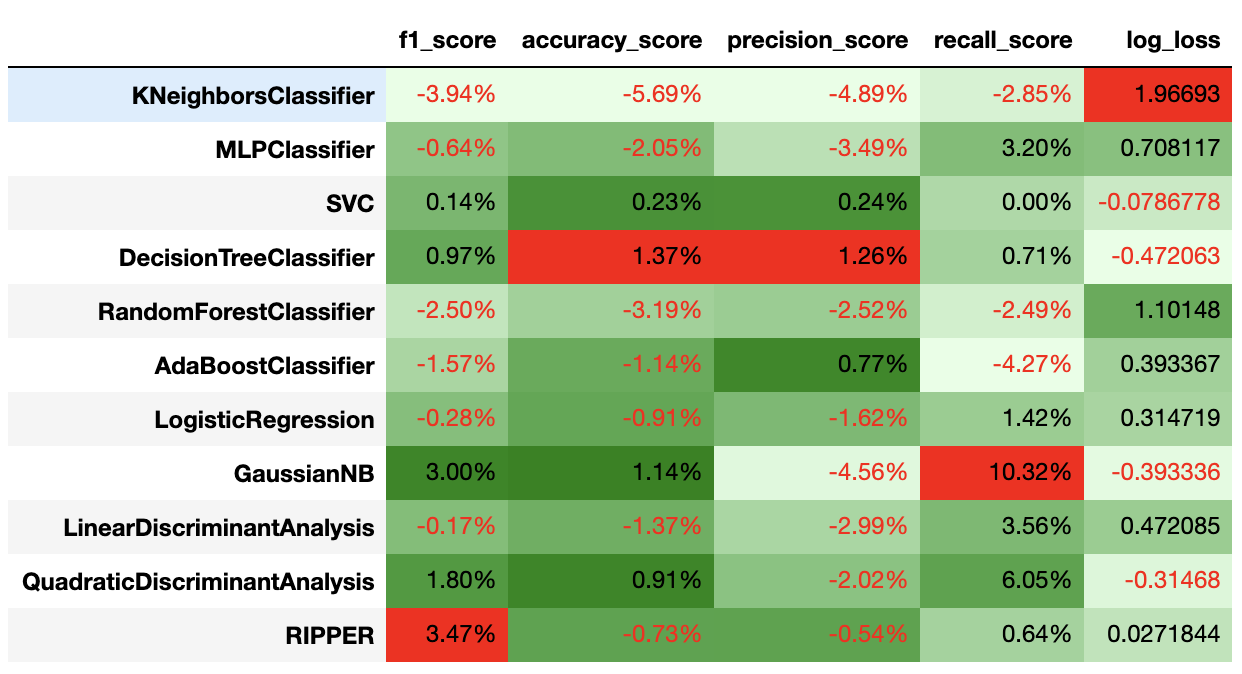 f1_score accuracy_score precision_score recall_score log_loss
KNeighborsClassifier -3.94% -5.69% -4.89% -2.85% 1.96693
MLPClassifier -0.64% -2.05% -3.49% 3.20% 0.708117
SVC 0.14% 0.23% 0.24% 0.00% -0.0786778
DecisionTreeClassifier 0.97% 1.37% 1.26% 0.71% -0.472063
RandomForestClassifier -2.50% -3.19% -2.52% -2.49% 1.10148
AdaBoostClassifier -1.57% -1.14% 0.77% -4.27% 0.393367
LogisticRegression -0.28% -0.91% -1.62% 1.42% 0.314719
GaussianNB 3.00% 1.14% -4.56% 10.32% -0.393336
LinearDiscriminantAnalysis -0.17% -1.37% -2.99% 3.56% 0.472085
QuadraticDiscriminantAnalysis 1.80% 0.91% -2.02% 6.05% -0.31468
RIPPER 3.47% -0.73% -0.54% 0.64% 0.0271844